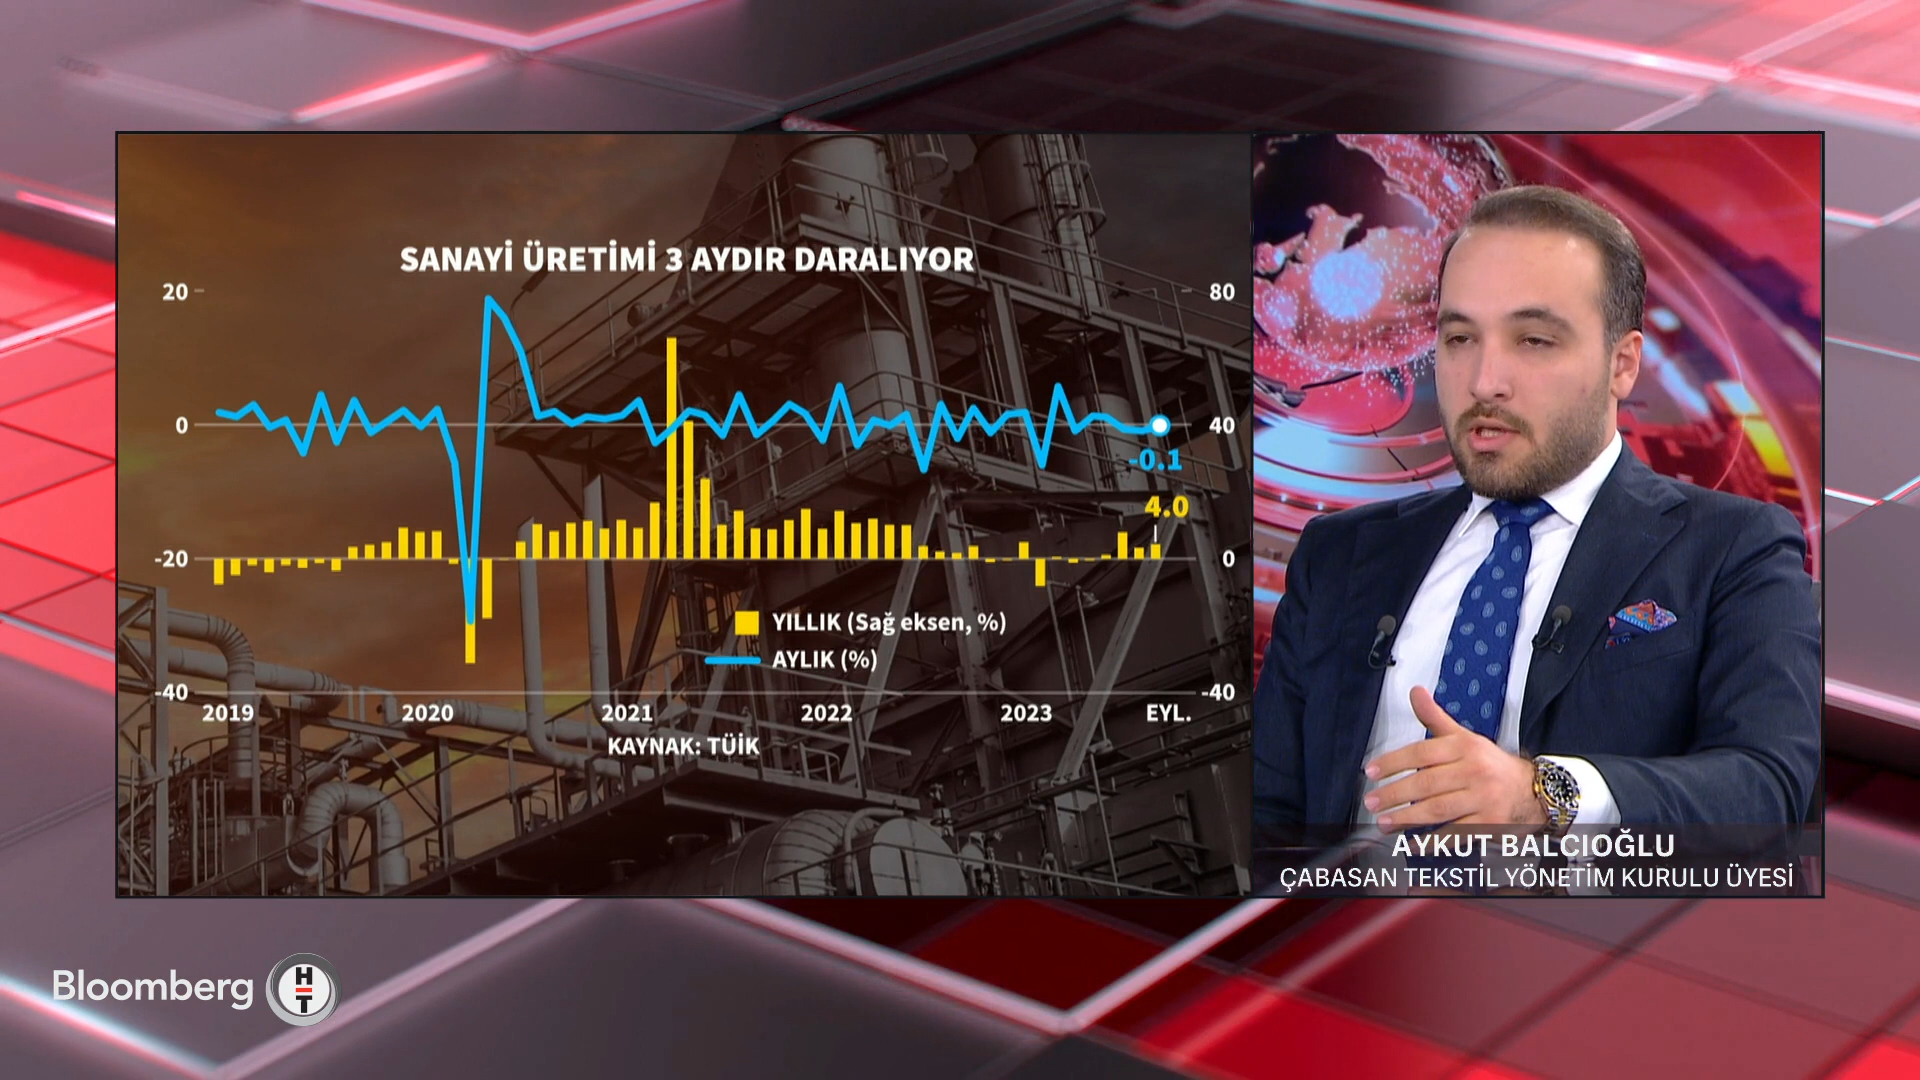 SANAYİ ÜRETİMİ 3 AYDIR DARALIYOR
20
80
0
40
-0.1
4.0
-20
0
YILLIK (Sağ eksen, %)
AYLIK (%)
-40
-40
2019
2020
2021
2022
2023
EYL.
KAYNAK: TÜİK
AYKUT BALCIOĞLU
ÇABASAN TEKSTİL YÖNETİM KURULU ÜYESİ
Bloomberg HT